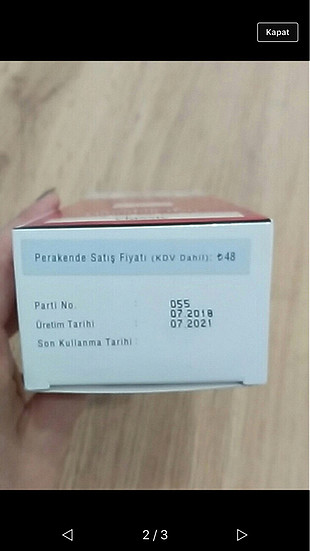 Kapat
Perakende Satış Fiyatı (KDV Dahil): ₺48
Parti No. : 055
Üretim Tarihi : 07.2018
Son Kullanma Tarihi : 07.2021
2 / 3